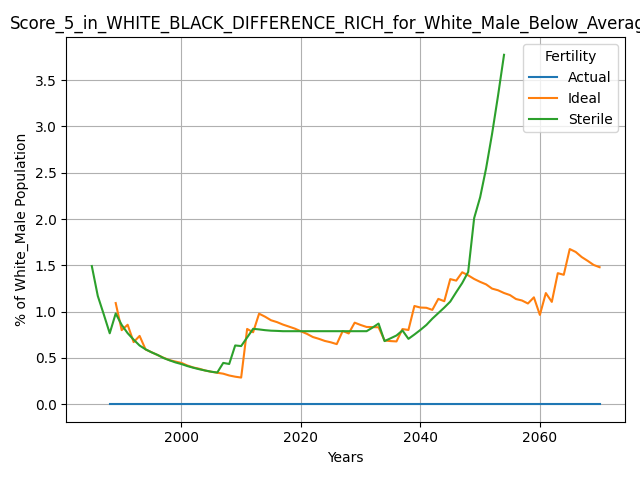 Score_5_in_WHITE_BLACK_DIFFERENCE_RICH_for_White_Male_Below_Averag
Fertility
Actual
Ideal
Sterile
% of White_Male Population
3.5
3.0
2.5
2.0
1.5
1.0
0.5
0.0
2000 2020 2040 2060
Years